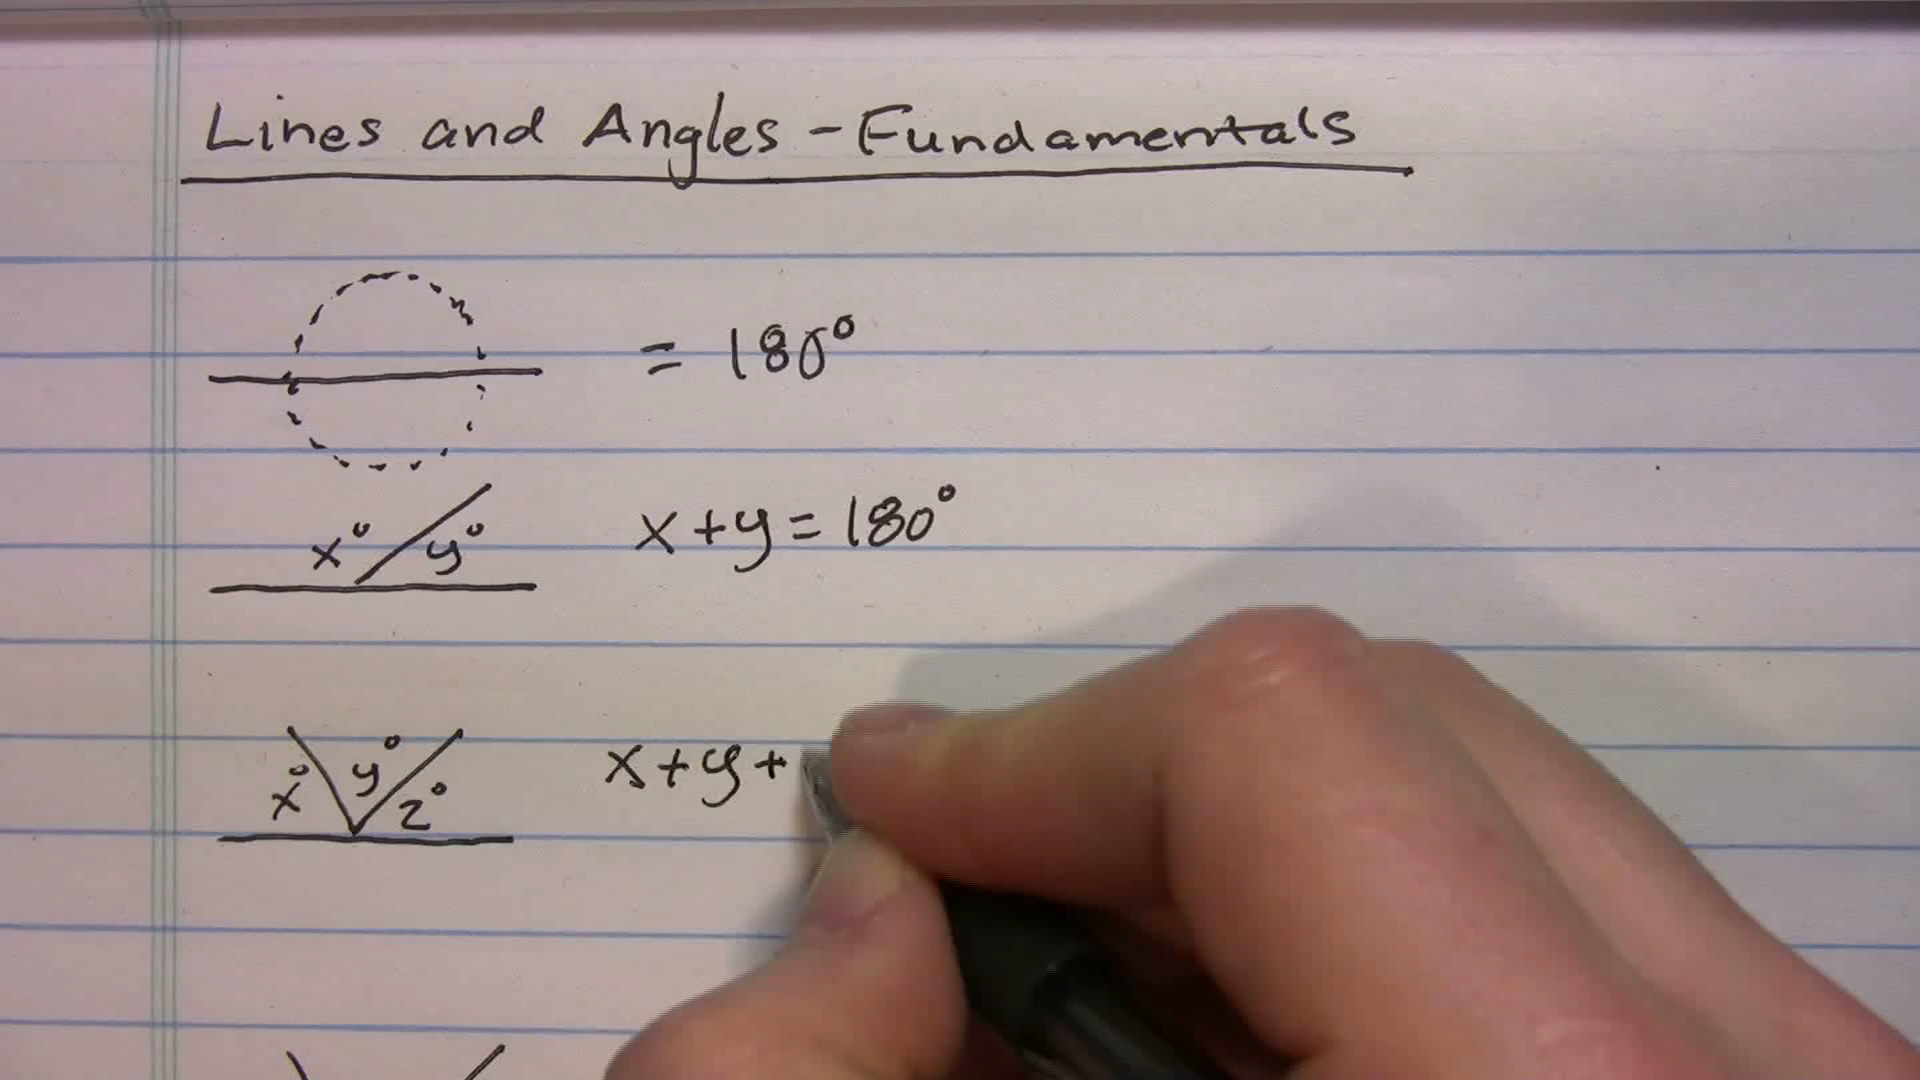 Lines and Angles - Fundamentals
= 180°
x° y° x + y = 180°
x° y° z° x + y +